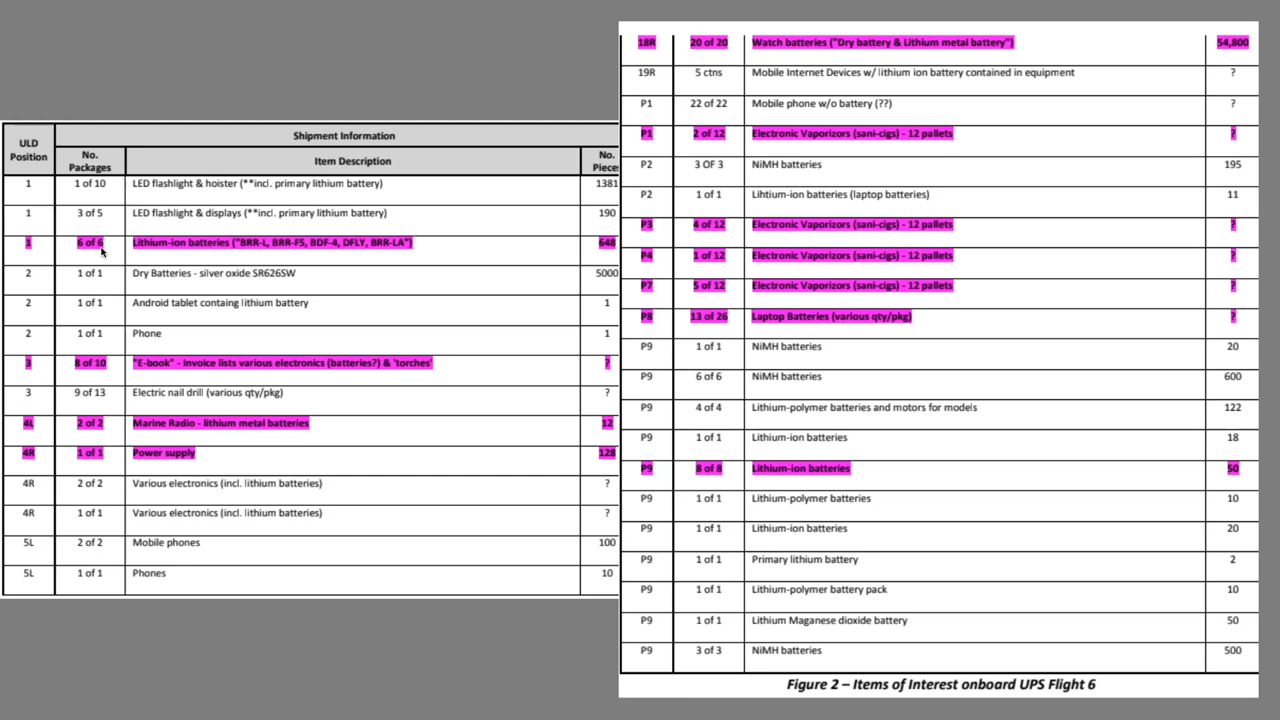 ULD Position | Shipment Information
No. Packages | Item Description | No. Pieces
1 | 1 of 10 | LED flashlight & hoister (**incl. primary lithium battery) | 1381
1 | 3 of 5 | LED flashlight & displays (**incl. primary lithium battery) | 190
1 | 6 of 6 | Lithium-ion batteries ("BRR-L, BRR-F5, BDF-4, DFLY, BRR-LA") | 648
2 | 1 of 1 | Dry Batteries - silver oxide SR626SW | 5000
2 | 1 of 1 | Android tablet containg lithium battery | 1
2 | 1 of 1 | Phone | 1
3 | 8 of 10 | "E-book" - Invoice lists various electronics (batteries?) & 'torches' | ?
3 | 9 of 13 | Electric nail drill (various qty/pkg) | ?
4L | 2 of 2 | Marine Radio - lithium metal batteries | 12
4R | 1 of 1 | Power supply | 128
4R | 2 of 2 | Various electronics (incl. lithium batteries) | ?
4R | 1 of 1 | Various electronics (incl. lithium batteries) | ?
5L | 2 of 2 | Mobile phones | 100
5L | 1 of 1 | Phones | 10
18R | 20 of 20 | Watch batteries ("Dry battery & Lithium metal battery") | 54,800
19R | 5 ctns | Mobile Internet Devices w/ lithium ion battery contained in equipment | ?
P1 | 22 of 22 | Mobile phone w/o battery (??) | ?
P1 | 2 of 12 | Electronic Vaporizors (sani-cigs) - 12 pallets | ?
P2 | 3 OF 3 | NiMH batteries | 195
P2 | 1 of 1 | Lihtium-ion batteries (laptop batteries) | 11
P3 | 4 of 12 | Electronic Vaporizors (sani-cigs) - 12 pallets | ?
P4 | 1 of 12 | Electronic Vaporizors (sani-cigs) - 12 pallets | ?
P7 | 5 of 12 | Electronic Vaporizors (sani-cigs) - 12 pallets | ?
P8 | 13 of 26 | Laptop Batteries (various qty/pkg) | ?
P9 | 1 of 1 | NiMH batteries | 20
P9 | 6 of 6 | NiMH batteries | 600
P9 | 4 of 4 | Lithium-polymer batteries and motors for models | 122
P9 | 1 of 1 | Lithium-ion batteries | 18
P9 | 8 of 8 | Lithium-ion batteries | 50
P9 | 1 of 1 | Lithium-polymer batteries | 10
P9 | 1 of 1 | Lithium-ion batteries | 20
P9 | 1 of 1 | Primary lithium battery | 2
P9 | 1 of 1 | Lithium-polymer battery pack | 10
P9 | 1 of 1 | Lithium Maganese dioxide battery | 50
P9 | 3 of 3 | NiMH batteries | 500
Figure 2 – Items of Interest onboard UPS Flight 6